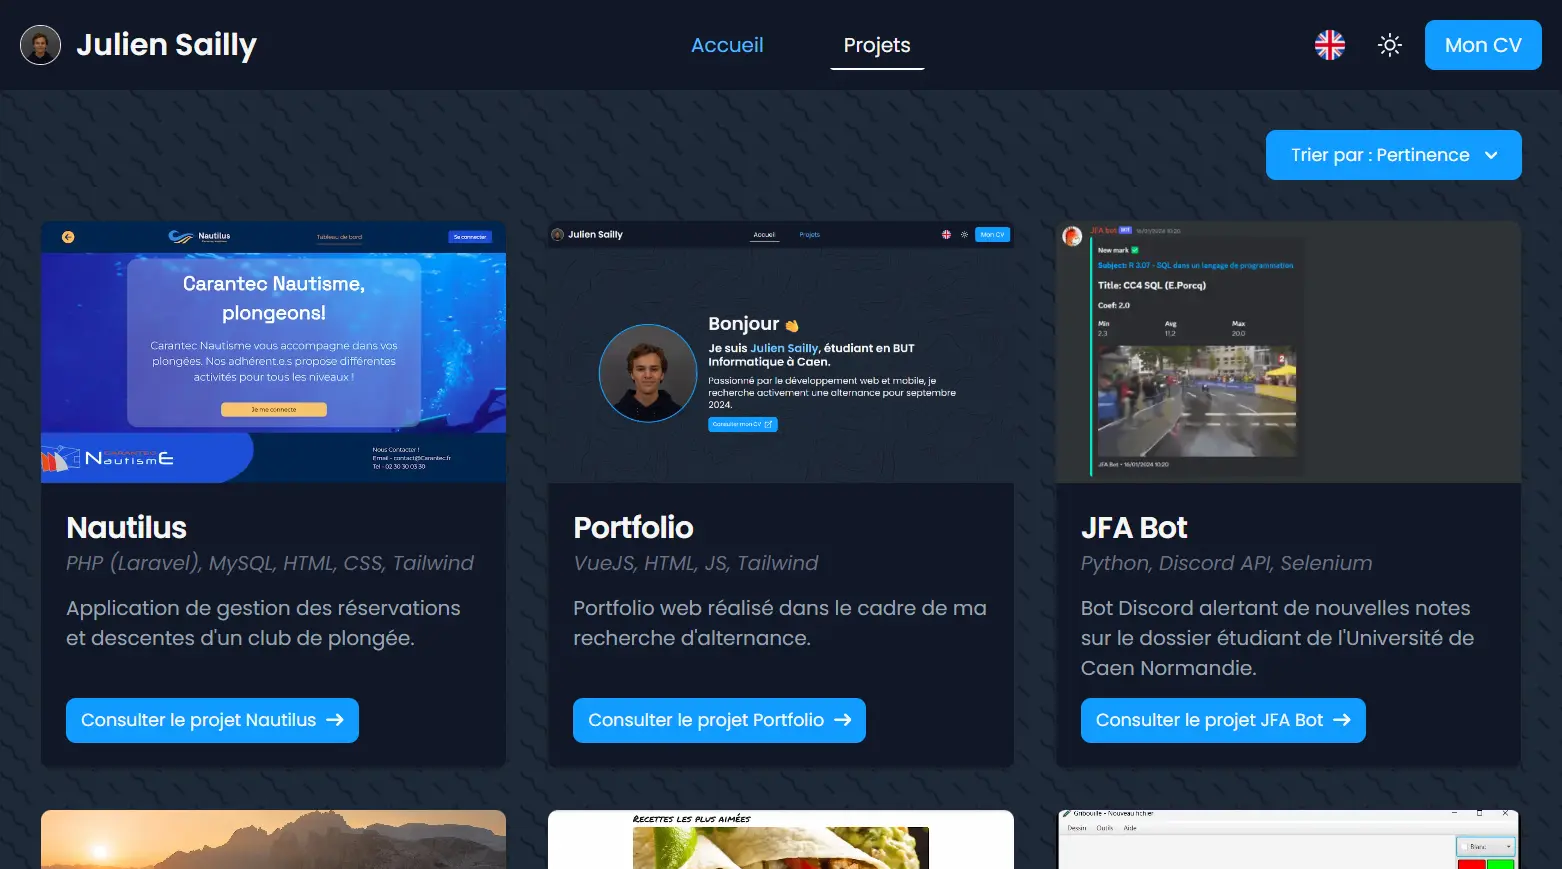 Julien Sailly
Accueil
Projets
Mon CV
Trier par : Pertinence
Nautilus
Tableau de bord
Se connecter
Carantec Nautisme,
plongeons!
Carantec Nautisme vous accompagne dans vos
plongées. Nos adhérent.e.s propose différentes
activités pour tous les niveaux !
Je me connecte
CARANTEC
NAUTISME
Nous Contacter !
Email - contact@Carantec.fr
Tel - 02 30 30 03 30
Nautilus
PHP (Laravel), MySQL, HTML, CSS, Tailwind
Application de gestion des réservations
et descentes d'un club de plongée.
Consulter le projet Nautilus
Julien Sailly
Accueil
Projets
Mon CV
Bonjour
Je suis Julien Sailly, étudiant en BUT
Informatique à Caen.
Passionné par le développement web et mobile, je
recherche activement une alternance pour septembre
2024.
Consulter mon CV
Portfolio
VueJS, HTML, JS, Tailwind
Portfolio web réalisé dans le cadre de ma
recherche d'alternance.
Consulter le projet Portfolio
JFA bot BOT 16/01/2024 10:20
New mark
Subject: R 3.07 - SQL dans un langage de programmation
Title: CC4 SQL (E.Porcq)
Coef: 2.0
Min Avg Max
2.3 11.2 20.0
2
JFA Bot • 16/01/2024 10:20
JFA Bot
Python, Discord API, Selenium
Bot Discord alertant de nouvelles notes
sur le dossier étudiant de l'Université de
Caen Normandie.
Consulter le projet JFA Bot
Recettes les plus aimées
Gribouille - Nouveau fichier
Dessin Outils Aide
Blanc